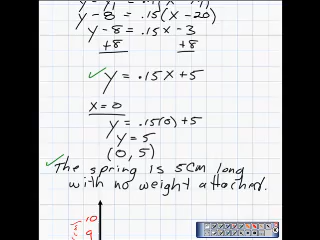 y - 8 = .15(x - 20)
y - 8 = .15x - 3
+8 +8
✓ y = .15x + 5
x = 0
y = .15(0) + 5
y = 5
(0, 5)
✓ The spring is 5cm long
with no weight attached.
10
9